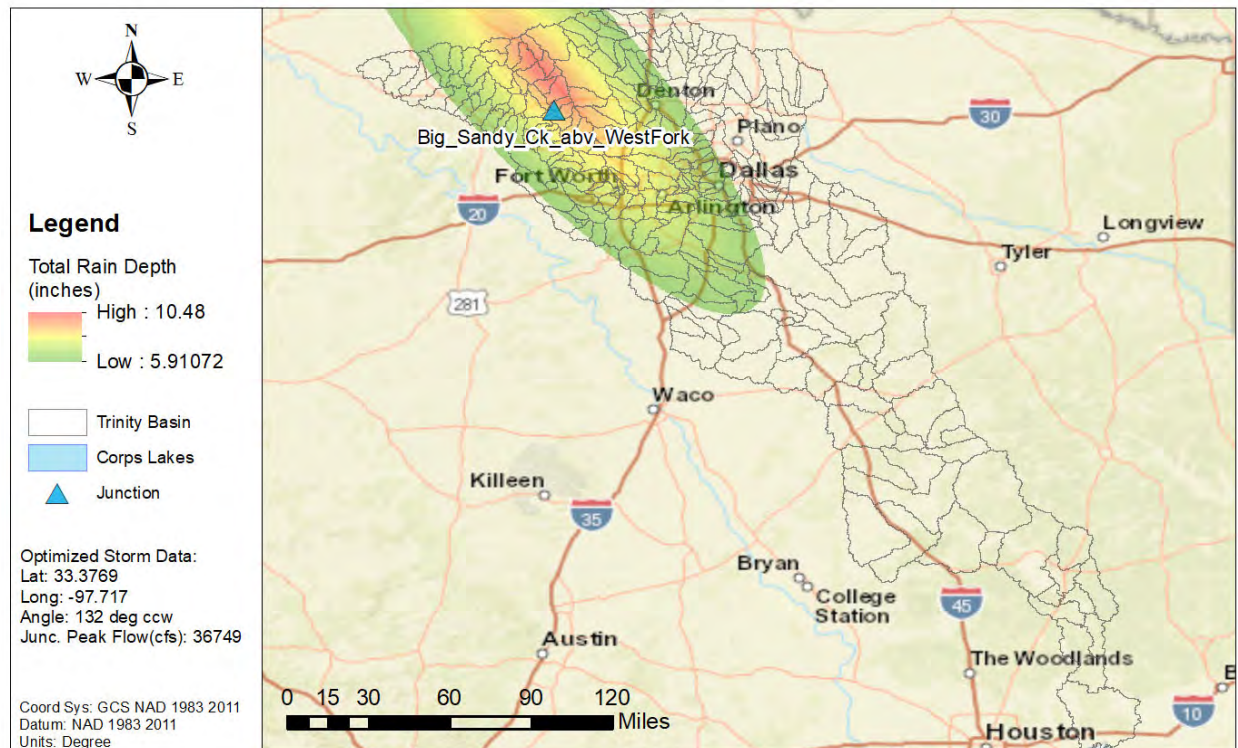 N
W E
S
Legend
Total Rain Depth
(inches)
High : 10.48
Low : 5.91072
Trinity Basin
Corps Lakes
Junction
Optimized Storm Data:
Lat: 33.3769
Long: -97.717
Angle: 132 deg ccw
Junc. Peak Flow(cfs): 36749
Coord Sys: GCS NAD 1983 2011
Datum: NAD 1983 2011
Units: Degree
Denton
30
Plano
Big_Sandy_Ck_abv_WestFork
Dallas
Fort Worth
20
Arlington
Longview
Tyler
281
Waco
Killeen
35
Bryan
College
Station
45
Austin
The Woodlands
B
10
Houston
0 15 30 60 90 120
Miles